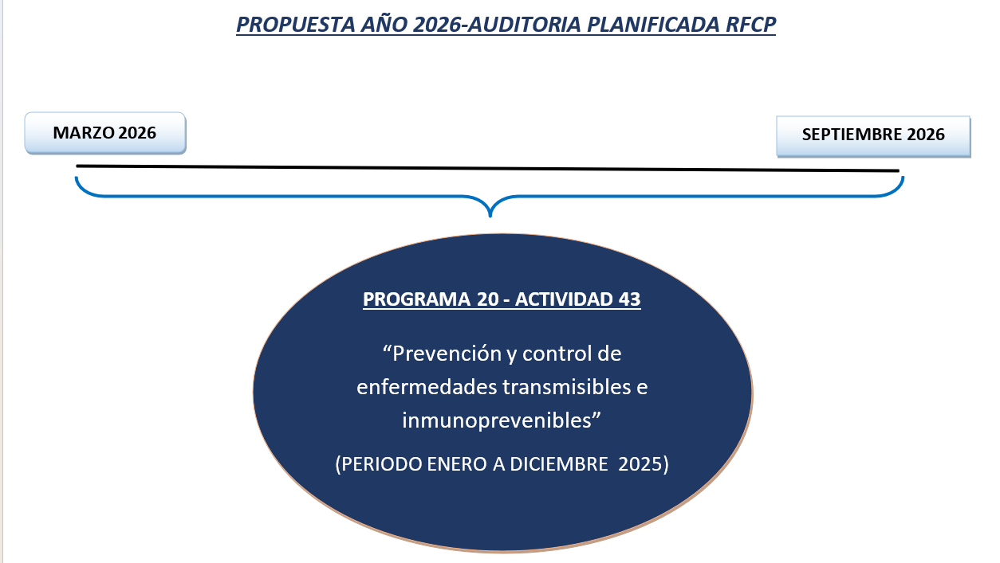 PROPUESTA AÑO 2026-AUDITORIA PLANIFICADA RFCP
MARZO 2026
SEPTIEMBRE 2026
PROGRAMA 20 - ACTIVIDAD 43
“Prevención y control de
enfermedades transmisibles e
inmunoprevenibles”
(PERIODO ENERO A DICIEMBRE  2025)